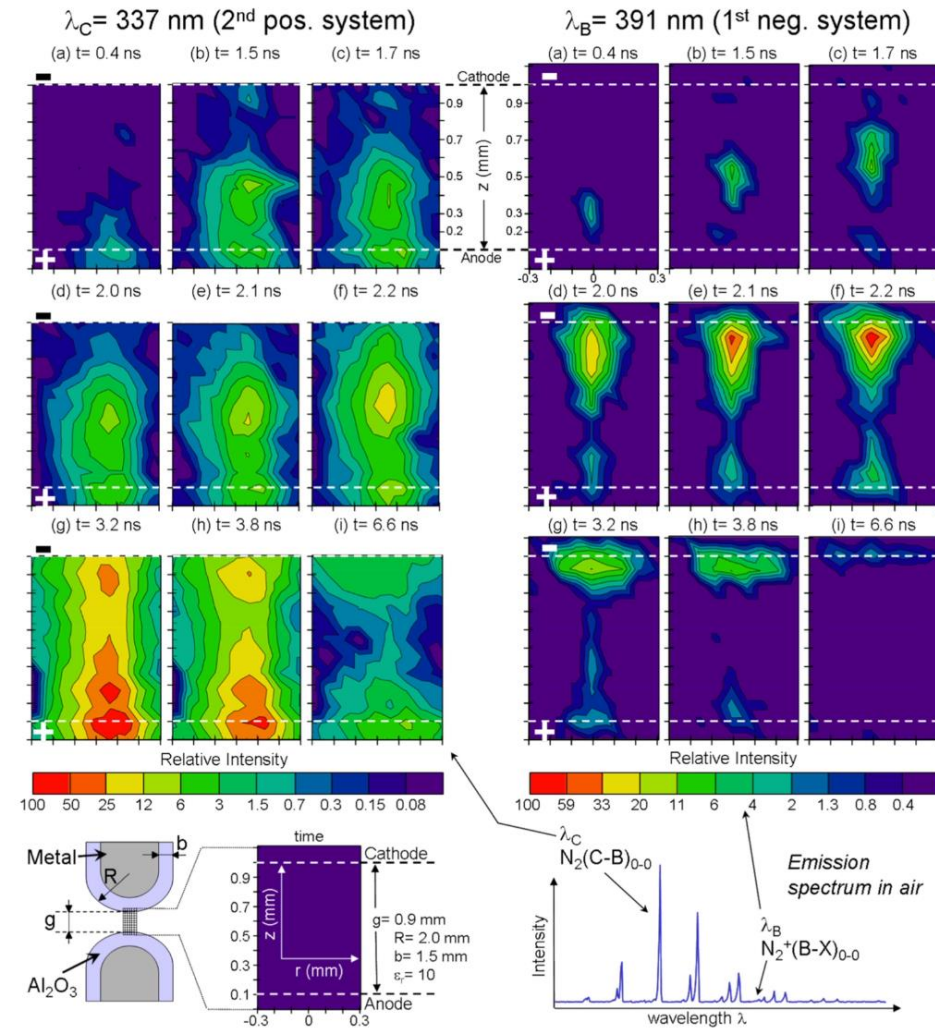 λC= 337 nm (2nd pos. system)
λB= 391 nm (1st neg. system)
(a) t= 0.4 ns
(b) t= 1.5 ns
(c) t= 1.7 ns
(a) t= 0.4 ns
(b) t= 1.5 ns
(c) t= 1.7 ns
Cathode
0.9
0.7
z (mm)
0.5
0.3
0.2
Anode
0.9
0.7
0.5
0.3
0.2
-0.3
0
0.3
(d) t= 2.0 ns
(e) t= 2.1 ns
(f) t= 2.2 ns
(d) t= 2.0 ns
(e) t= 2.1 ns
(f) t= 2.2 ns
(g) t= 3.2 ns
(h) t= 3.8 ns
(i) t= 6.6 ns
(g) t= 3.2 ns
(h) t= 3.8 ns
(i) t= 6.6 ns
Relative Intensity
100 50 25 12 6 3 1.5 0.7 0.3 0.15 0.08
Relative Intensity
100 59 33 20 11 6 4 2 1.3 0.8 0.4
Metal
R
b
g
Al2O3
time
Cathode
0.9
0.7
0.5
0.3
0.1
z (mm)
r (mm)
g= 0.9 mm
R= 2.0 mm
b= 1.5 mm
εr= 10
Anode
-0.3
0
0.3
λC
N2(C-B)0-0
Emission
spectrum in air
λB
N2+(B-X)0-0
Intensity
wavelength λ